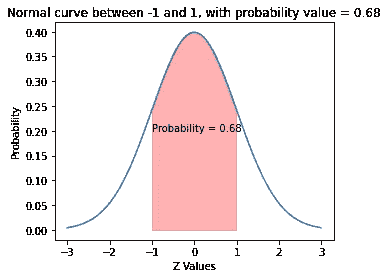 Normal curve between -1 and 1, with probability value = 0.68
0.40
0.35
0.30
0.25
0.20
0.15
0.10
0.05
0.00
Probability
Probability = 0.68
−3 −2 −1 0 1 2 3
Z Values